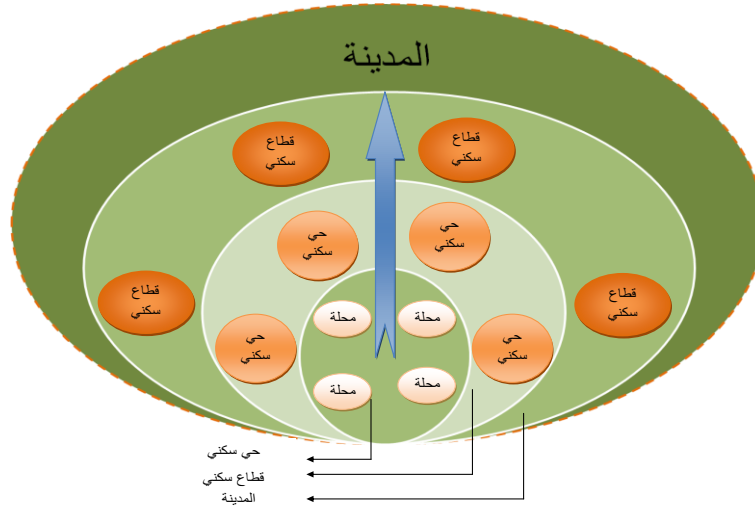 المدينة
قطاع
سكني
قطاع
سكني
حي
سكني
حي
سكني
قطاع
سكني
قطاع
سكني
محلة
محلة
حي
سكني
حي
سكني
محلة
محلة
حي سكني
قطاع سكني
المدينة